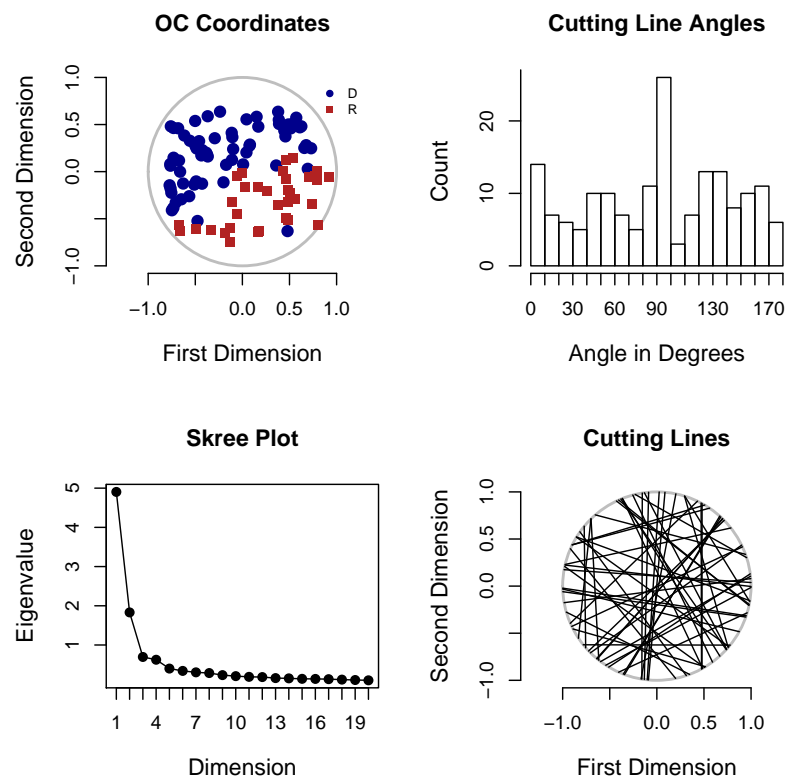 OC Coordinates
Second Dimension
1.0
0.5
0.0
−1.0
D
R
−1.0 0.0 0.5 1.0
First Dimension
Cutting Line Angles
Count
20
10
0
0 30 60 90 130 170
Angle in Degrees
Skree Plot
Eigenvalue
5
4
3
2
1
1 4 7 10 13 16 19
Dimension
Cutting Lines
Second Dimension
1.0
0.5
0.0
−1.0
−1.0 0.0 0.5 1.0
First Dimension